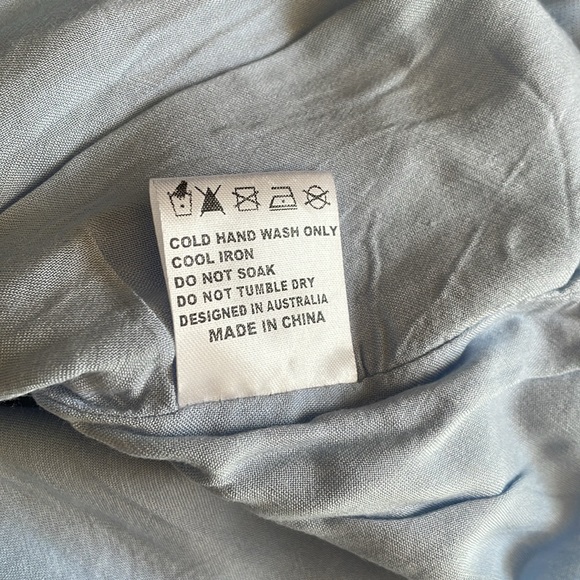 COLD HAND WASH ONLY
COOL IRON
DO NOT SOAK
DO NOT TUMBLE DRY
DESIGNED IN AUSTRALIA
MADE IN CHINA